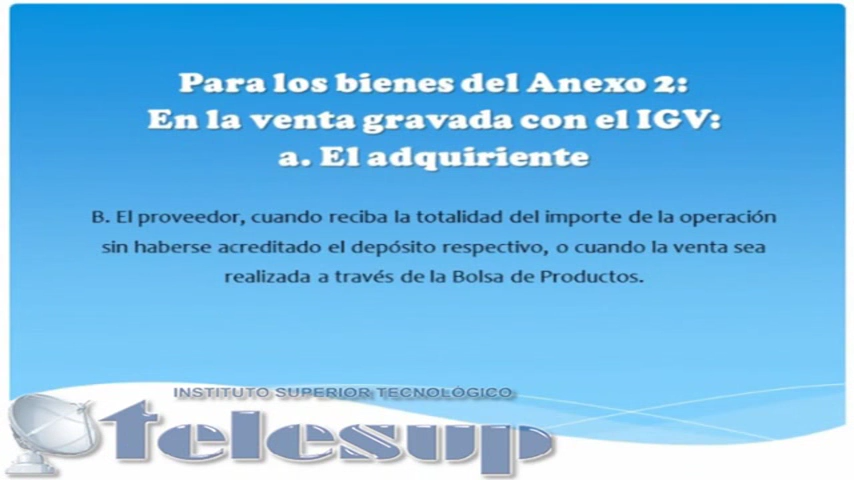 Para los bienes del Anexo 2:
En la venta gravada con el IGV:
a. El adquiriente
B. El proveedor, cuando reciba la totalidad del importe de la operación
sin haberse acreditado el depósito respectivo, o cuando la venta sea
realizada a través de la Bolsa de Productos.
INSTITUTO SUPERIOR TECNOLÓGICO
telesup